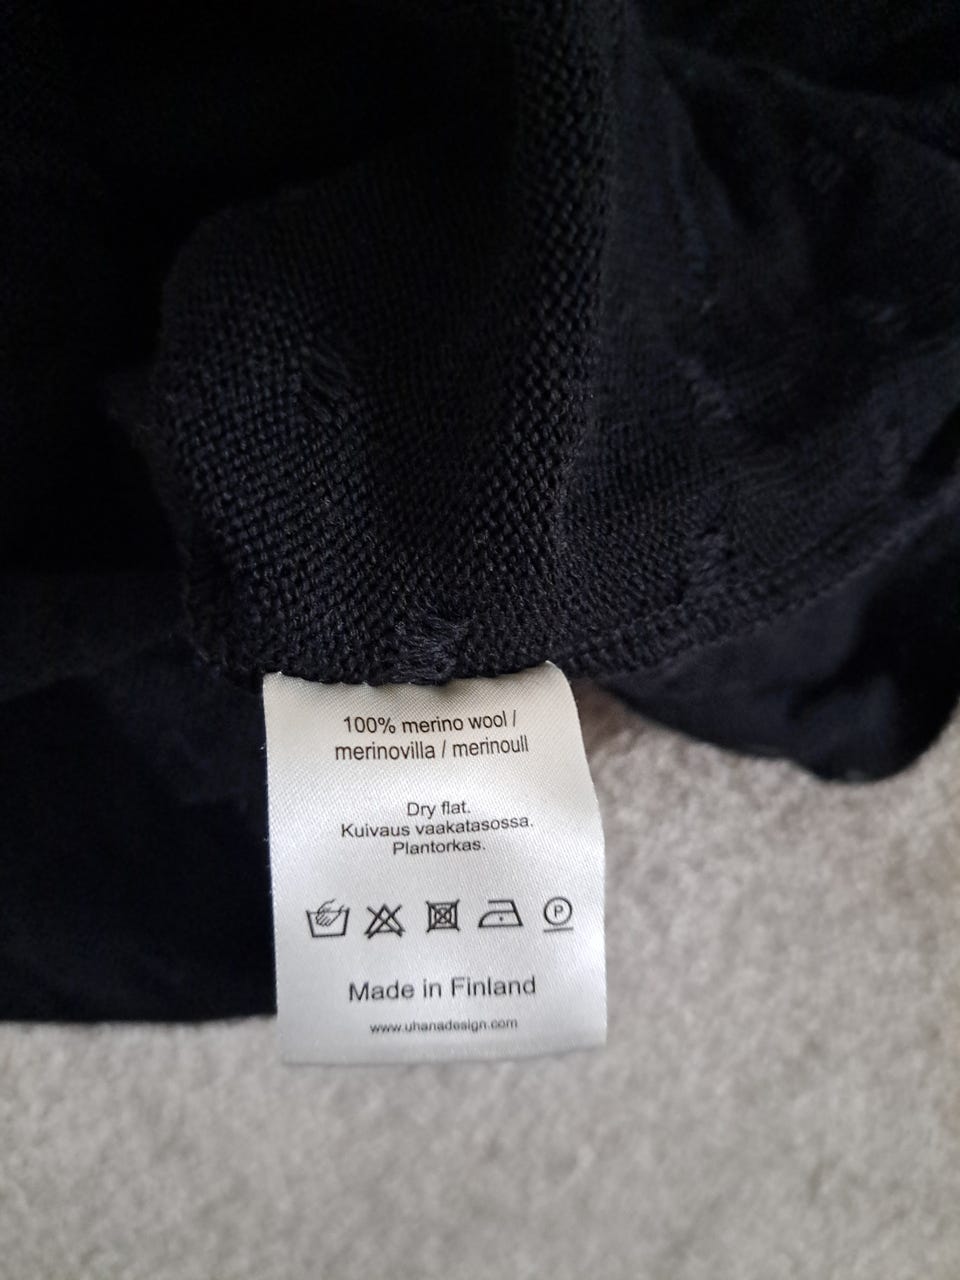 100% merino wool /
merinovilla / merinoull
Dry flat.
Kuivaus vaakatasossa.
Plantorkas.
P
Made in Finland
www.uhanadesign.com